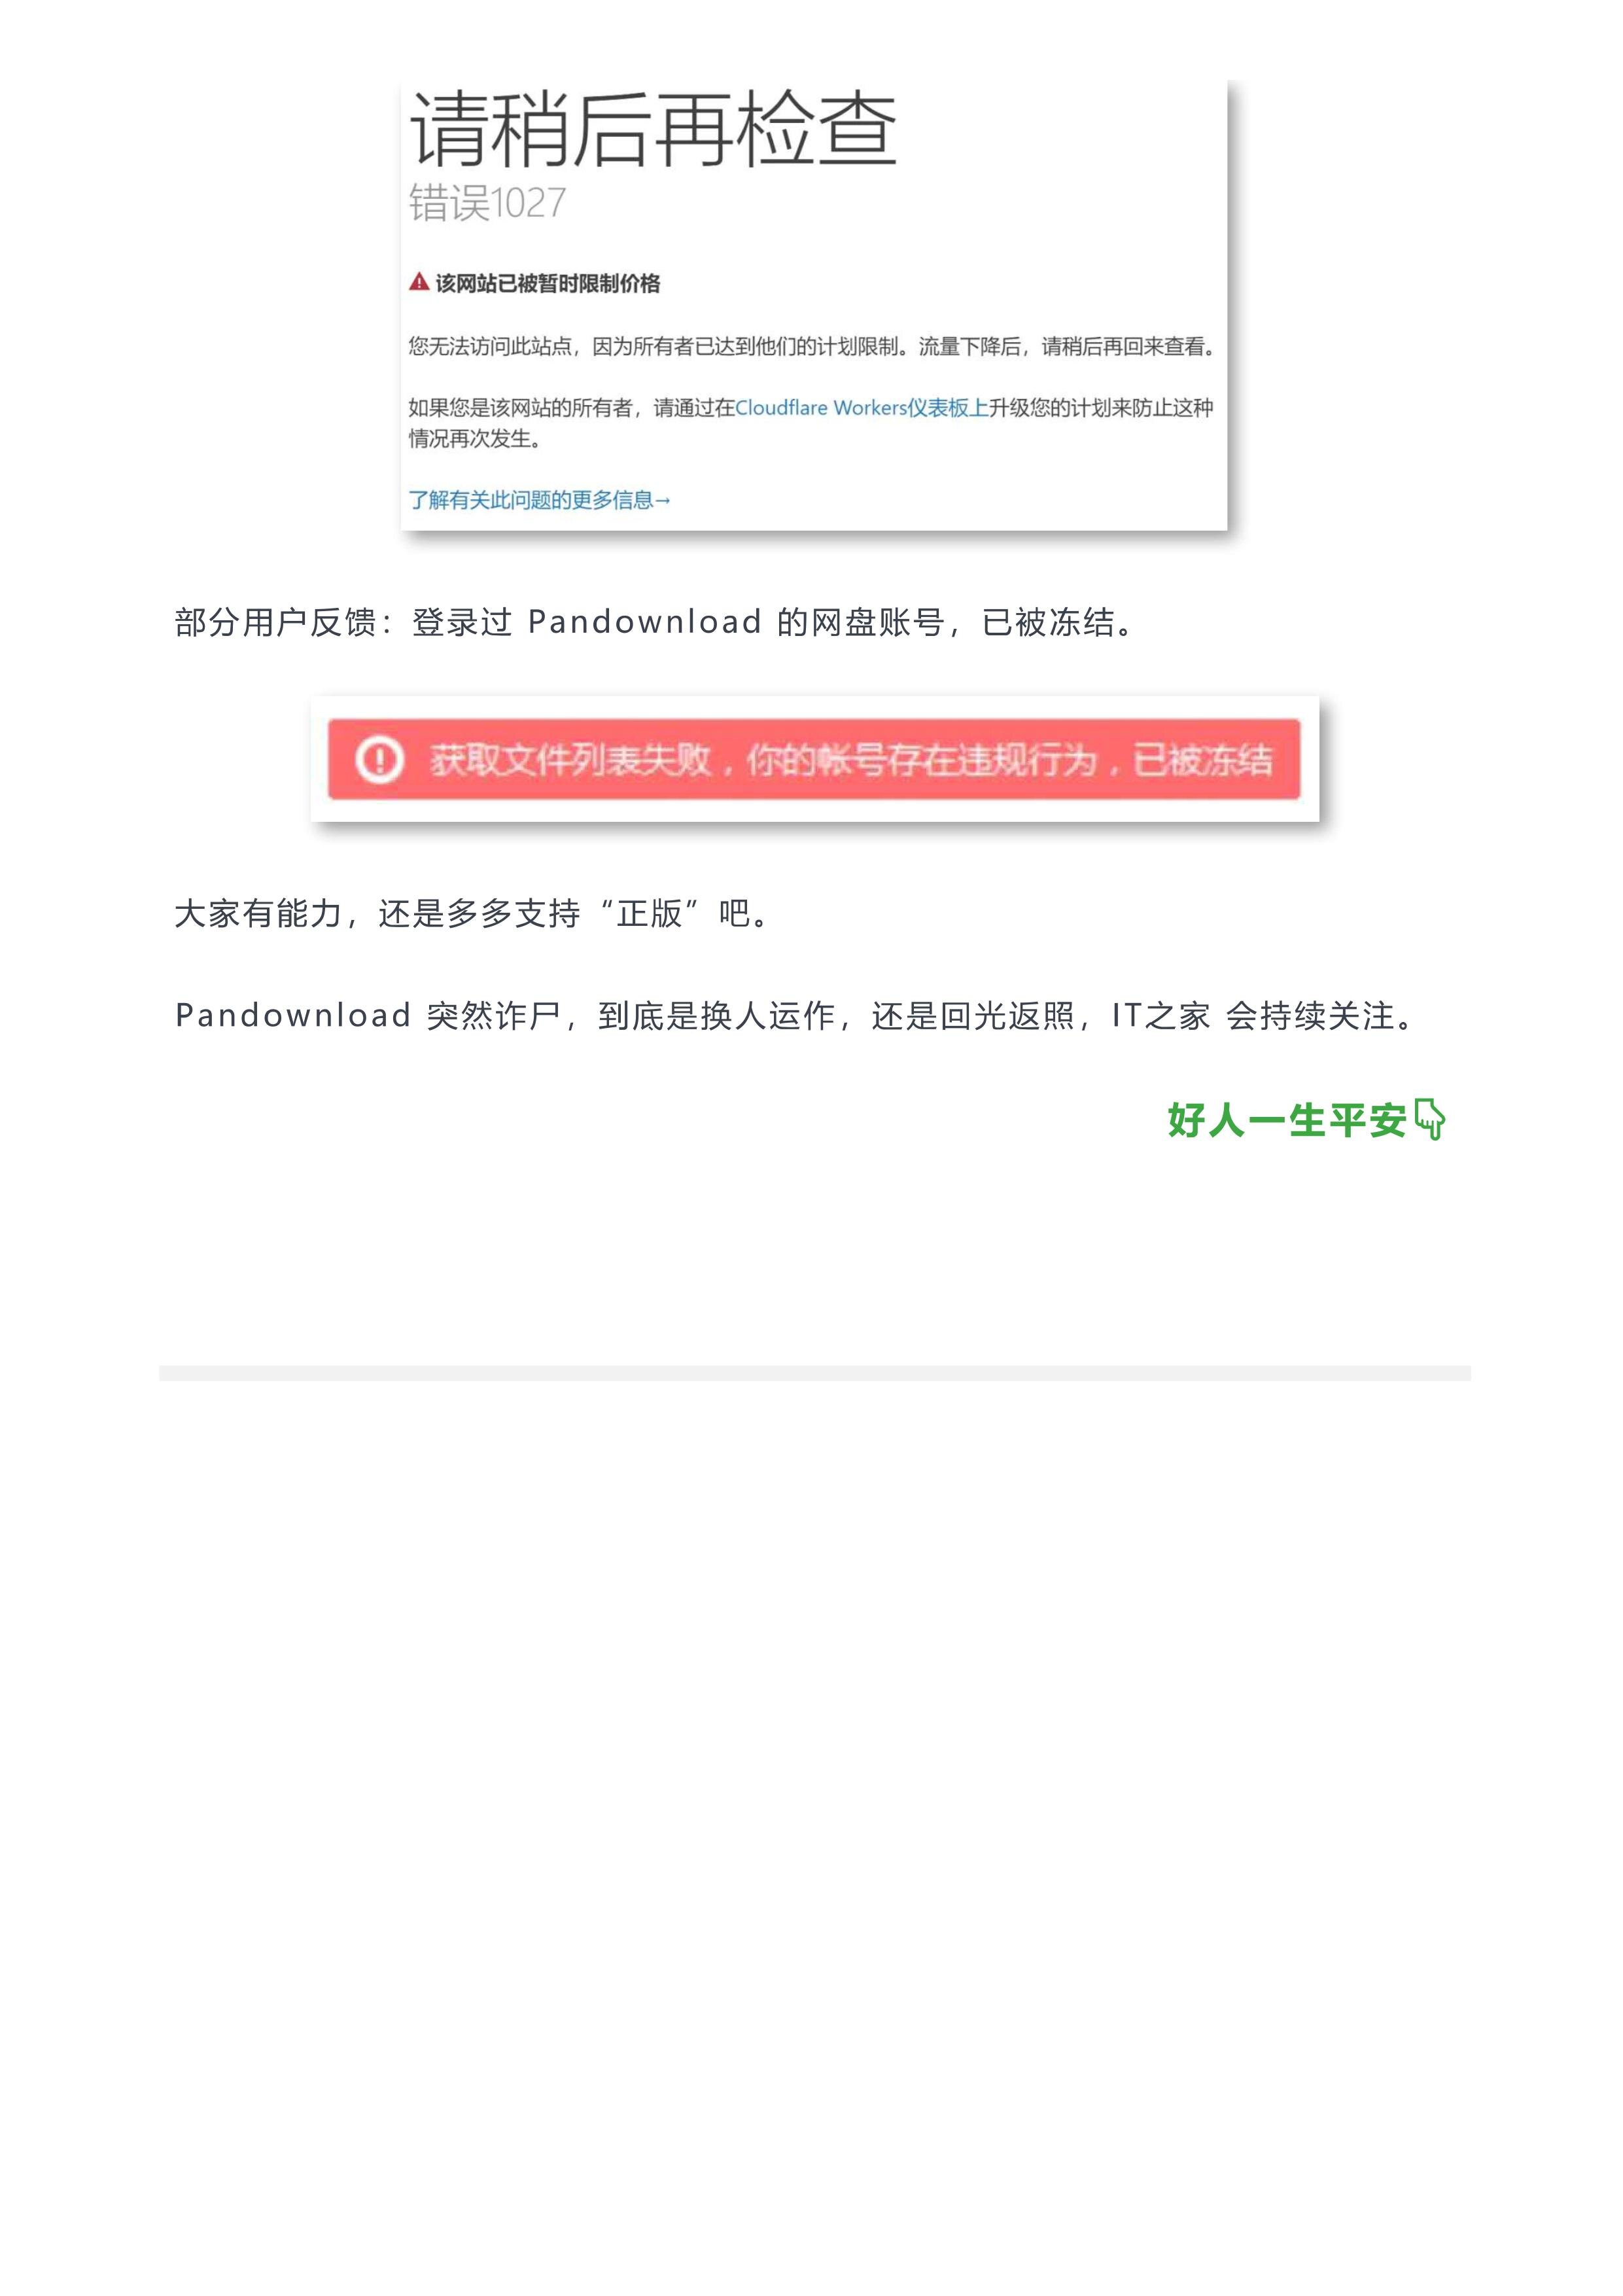 请稍后再检查
错误1027
该网站已被暂时限制价格
您无法访问此站点，因为所有者已达到他们的计划限制。流量下降后，请稍后再回来查看。
如果您是该网站的所有者，请通过在Cloudflare Workers仪表板上升级您的计划来防止这种
情况再次发生。
了解有关此问题的更多信息→
部分用户反馈：登录过 Pandownload 的网盘账号，已被冻结。
获取文件列表失败，你的帐号存在违规行为，已被冻结
大家有能力，还是多多支持“正版”吧。
Pandownload 突然诈尸，到底是换人运作，还是回光返照，IT之家 会持续关注。
好人一生平安👇